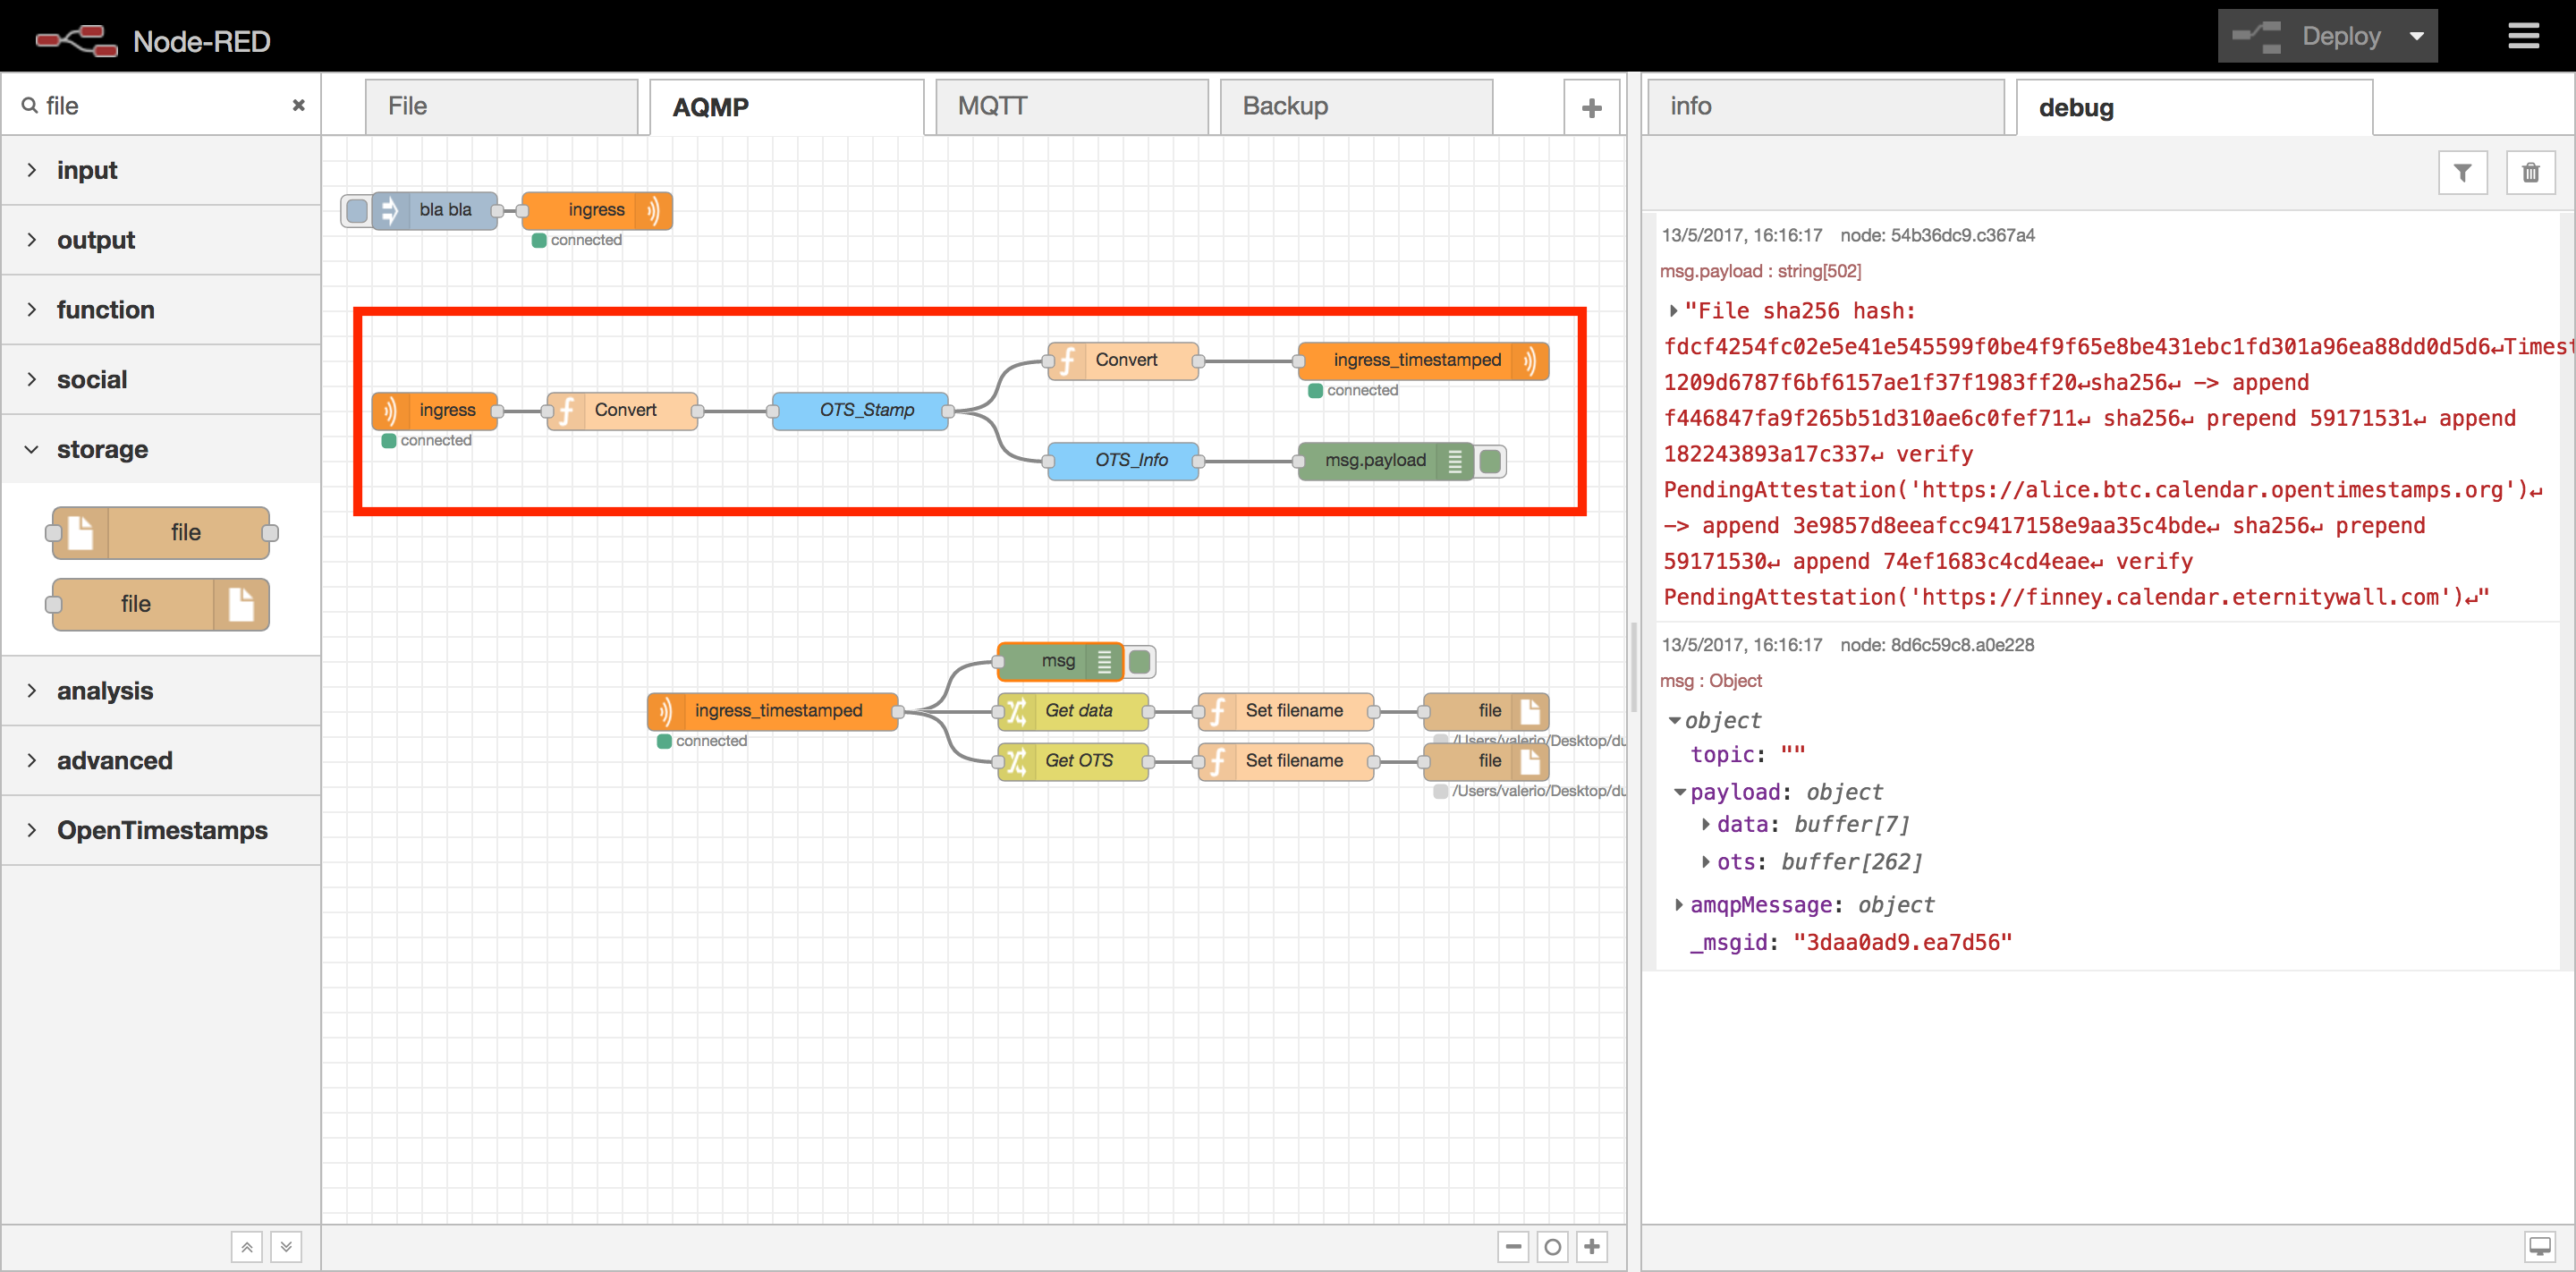 Node-RED
Deploy
file
input
output
function
social
storage
file
file
analysis
advanced
OpenTimestamps
File
AQMP
MQTT
Backup
bla bla
ingress
connected
Convert
ingress_timestamped
connected
ingress
Convert
OTS_Stamp
connected
OTS_Info
msg.payload
msg
ingress_timestamped
Get data
Set filename
file
connected
/Users/valerio/Desktop/du
Get OTS
Set filename
file
/Users/valerio/Desktop/du
info
debug
13/5/2017, 16:16:17 node: 54b36dc9.c367a4
msg.payload : string[502]
"File sha256 hash:
fdcf4254fc02e5e41e545599f0be4f9f65e8be431ebc1fd301a96ea88dd0d5d6↵Timest
1209d6787f6bf6157ae1f37f1983ff20↵sha256↵ –> append
f446847fa9f265b51d310ae6c0fef711↵ sha256↵ prepend 59171531↵ append
182243893a17c337↵ verify
PendingAttestation('https://alice.btc.calendar.opentimestamps.org')↵
–> append 3e9857d8eeafcc9417158e9aa35c4bde↵ sha256↵ prepend
59171530↵ append 74ef1683c4cd4eae↵ verify
PendingAttestation('https://finney.calendar.eternitywall.com')↵"
13/5/2017, 16:16:17 node: 8d6c59c8.a0e228
msg : Object
object
topic: ""
payload: object
data: buffer[7]
ots: buffer[262]
amqpMessage: object
_msgid: "3daa0ad9.ea7d56"